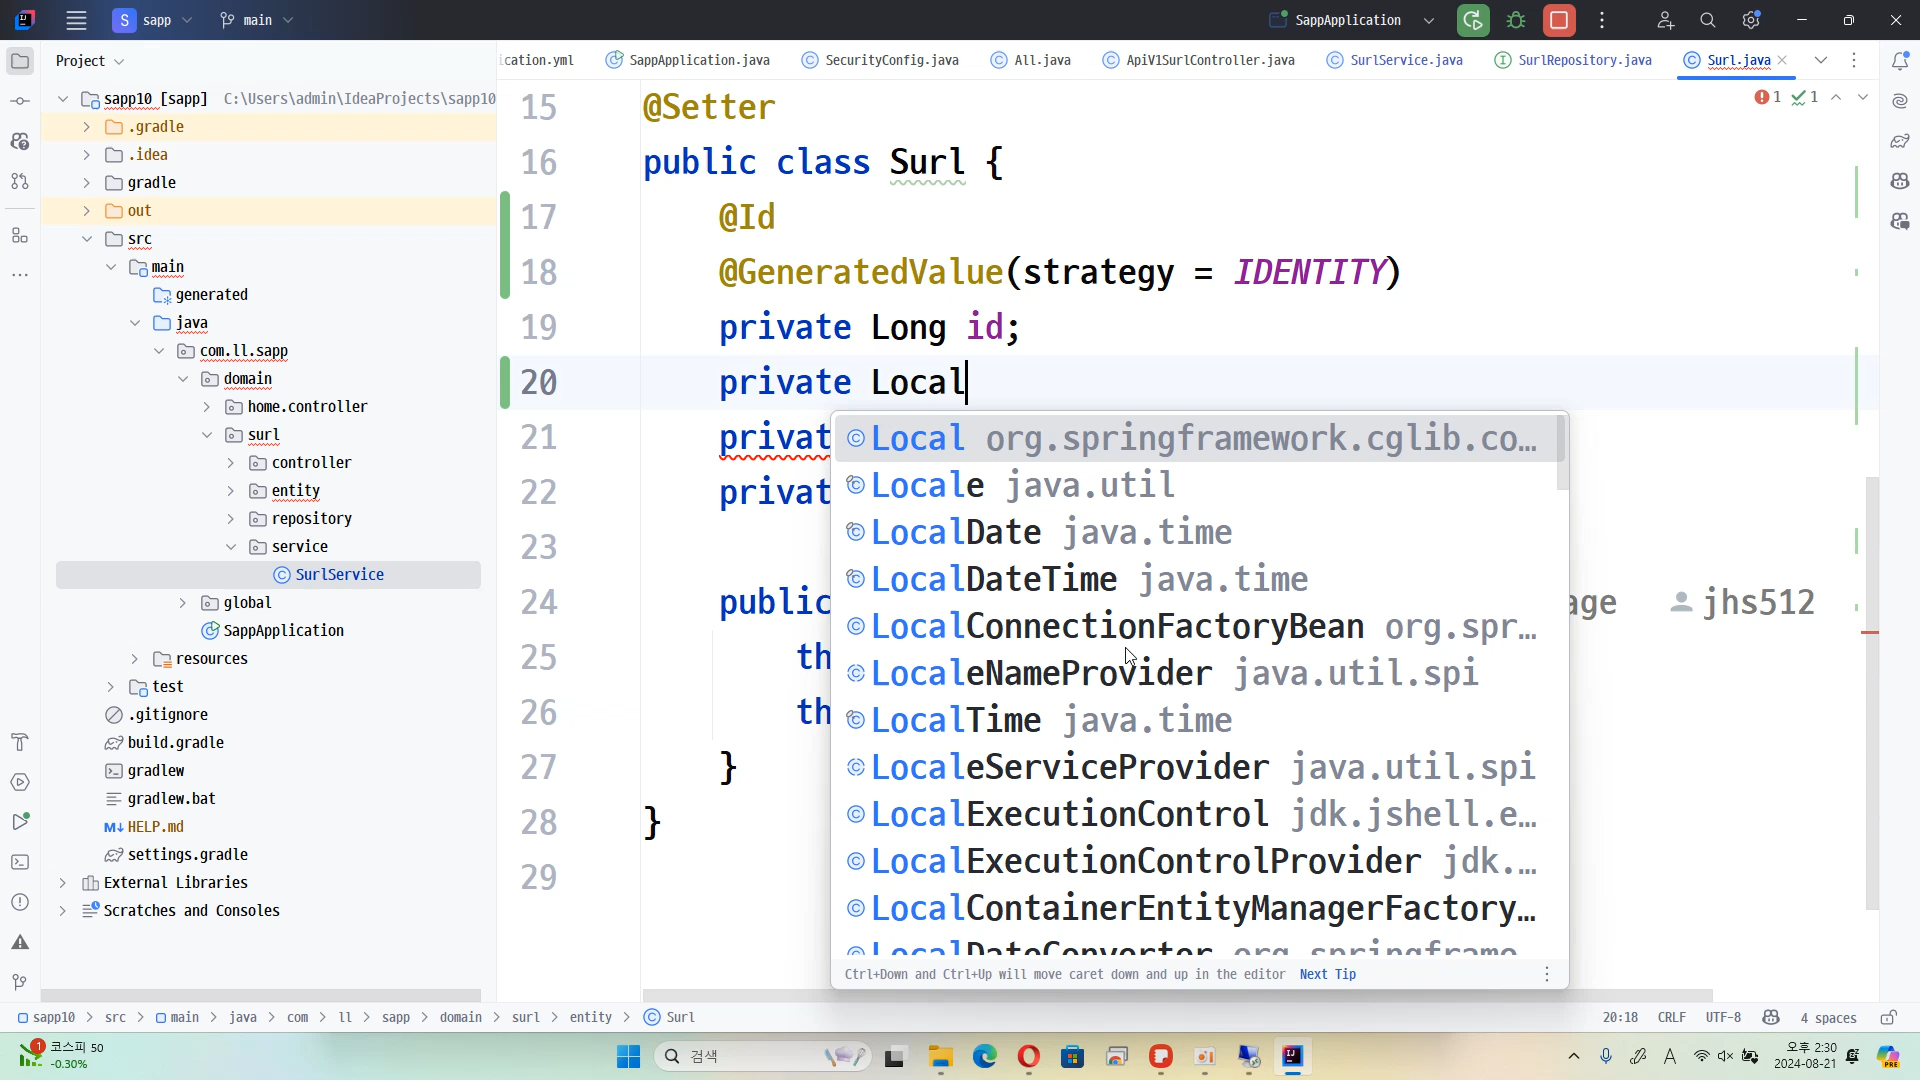 S sapp main SappApplication
Project
ication.yml SappApplication.java SecurityConfig.java All.java ApiV1SurlController.java SurlService.java SurlRepository.java Surl.java
sapp10 [sapp] C:\Users\admin\IdeaProjects\sapp10
.gradle
.idea
gradle
out
src
main
generated
java
com.ll.sapp
domain
home.controller
surl
controller
entity
repository
service
SurlService
global
SappApplication
resources
test
.gitignore
build.gradle
gradlew
gradlew.bat
M↓ HELP.md
settings.gradle
External Libraries
Scratches and Consoles
1 1
15 @Setter
16 public class Surl {
17 @Id
18 @GeneratedValue(strategy = IDENTITY)
19 private Long id;
20 private Local
21 privat
22 privat
23
24 public age jhs512
25 th
26 th
27 }
28 }
29
Local org.springframework.cglib.co…
Locale java.util
LocalDate java.time
LocalDateTime java.time
LocalConnectionFactoryBean org.spr…
LocaleNameProvider java.util.spi
LocalTime java.time
LocaleServiceProvider java.util.spi
LocalExecutionControl jdk.jshell.e…
LocalExecutionControlProvider jdk.…
LocalContainerEntityManagerFactory…
LocalDateConverter org.springframe
Ctrl+Down and Ctrl+Up will move caret down and up in the editor Next Tip
sapp10 > src > main > java > com > ll > sapp > domain > surl > entity > Surl
20:18 CRLF UTF-8 4 spaces
1 코스피 50
-0.30%
검색
A
오후 2:30
2024-08-21
PRE